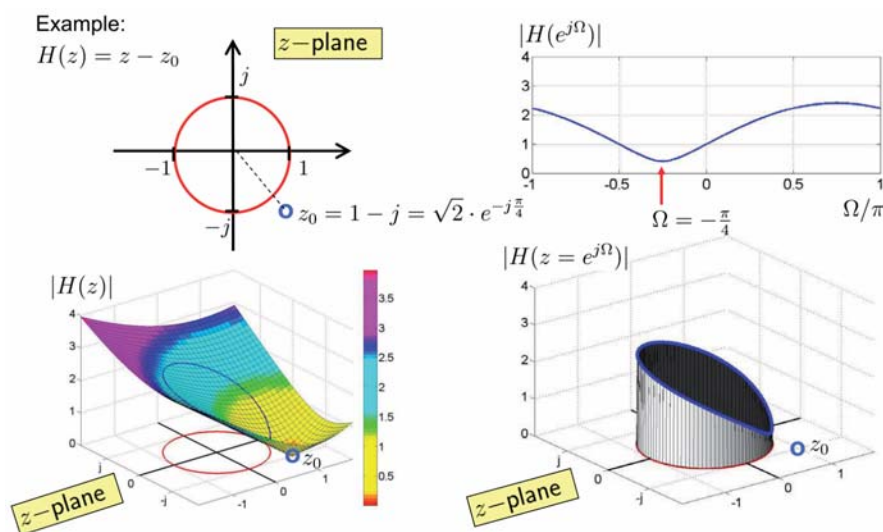 Example:
H(z) = z − z₀
z−plane
j
−1
1
−j
z₀ = 1 − j = √2 · e^{−jπ/4}
|H(e^{jΩ})|
4
3
2
1
0
-1
-0.5
0
0.5
1
Ω/π
Ω = −π/4
|H(z)|
4
3
2
1
0
j
0
-j
-1
0
1
z₀
3.5
3
2.5
2
1.5
1
0.5
z−plane
|H(z = e^{jΩ})|
4
3
2
1
0
j
0
-j
-1
0
1
z₀
z−plane